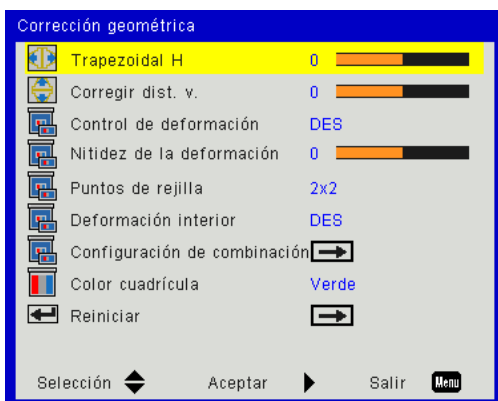 Corrección geométrica
Trapezoidal H 0
Corregir dist. v. 0
Control de deformación DES
Nitidez de la deformación 0
Puntos de rejilla 2x2
Deformación interior DES
Configuración de combinación
Color cuadrícula Verde
Reiniciar
Selección Aceptar Salir Menu